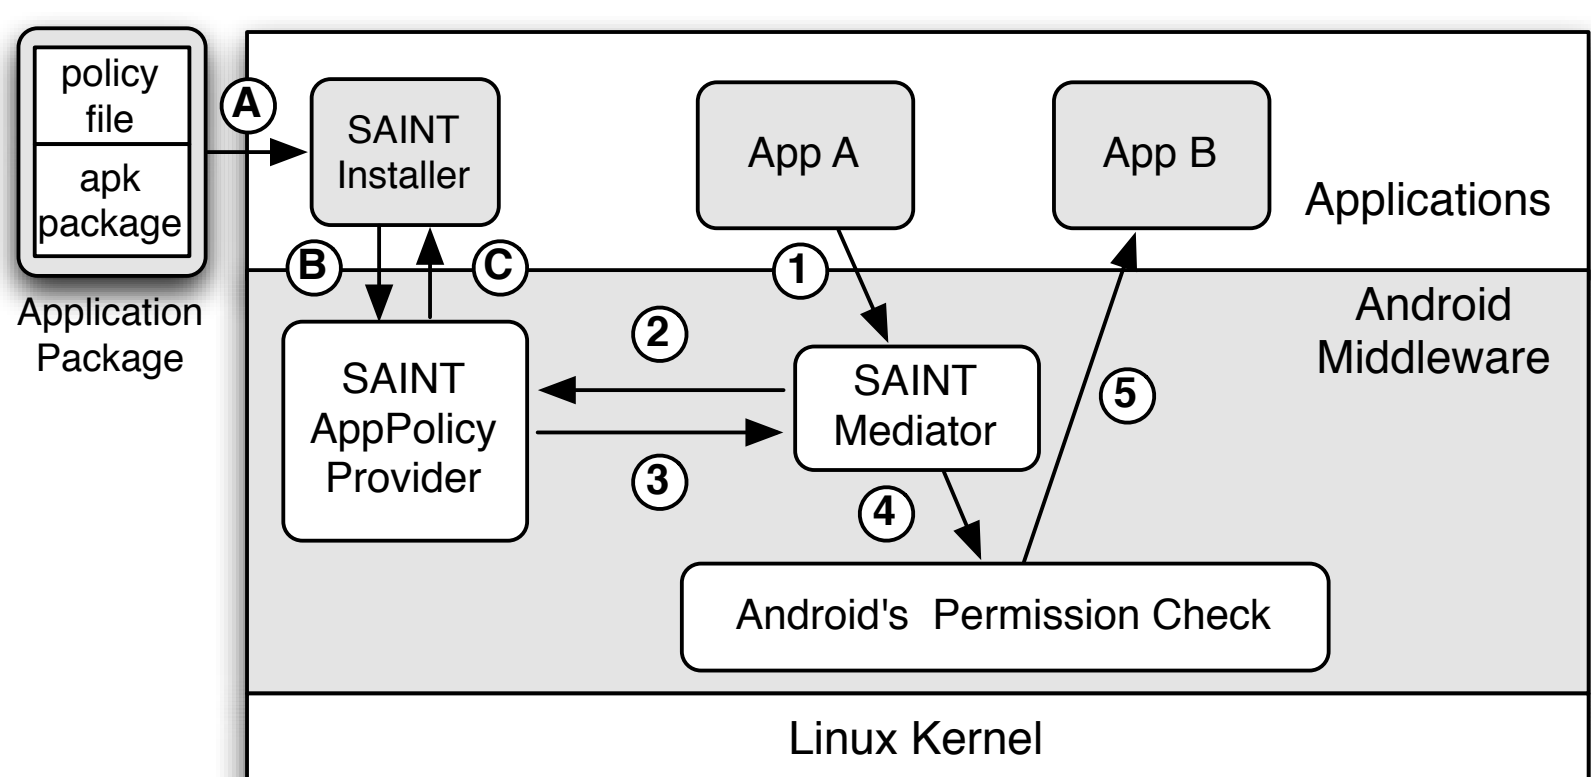 policy
file
apk
package
Application
Package
A
SAINT
Installer
App A
App B
Applications
B
C
1
Android
Middleware
2
SAINT
AppPolicy
Provider
SAINT
Mediator
5
3
4
Android's Permission Check
Linux Kernel